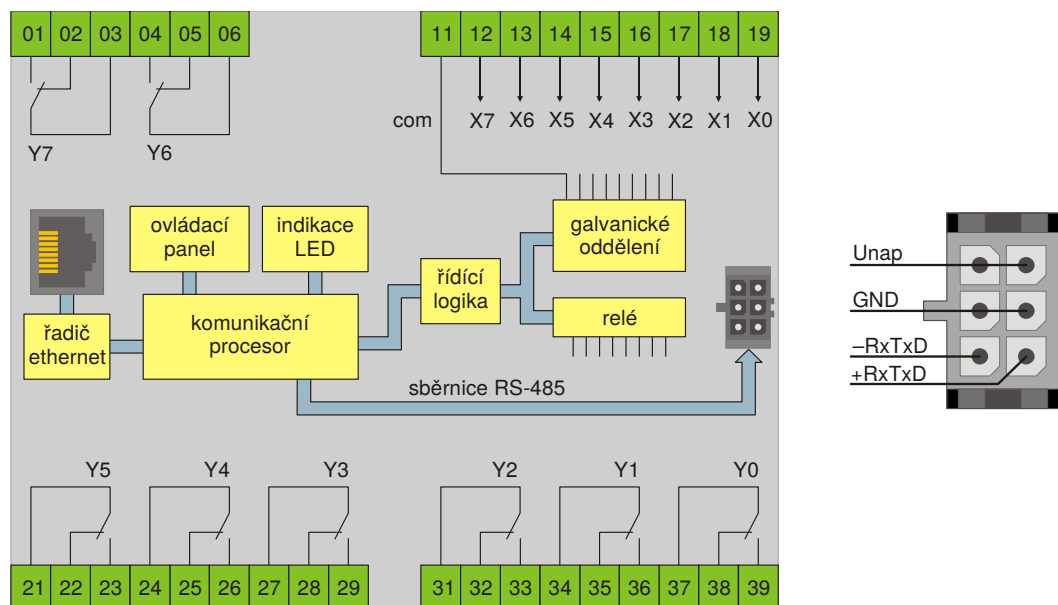 01 02 03 04 05 06
11 12 13 14 15 16 17 18 19
com X7 X6 X5 X4 X3 X2 X1 X0
Y7 Y6
ovládací
panel
indikace
LED
galvanické
oddělení
řídící
logika
řadič
ethernet
komunikační
procesor
relé
sběrnice RS-485
Unap
GND
–RxTxD
+RxTxD
Y5 Y4 Y3 Y2 Y1 Y0
21 22 23 24 25 26 27 28 29
31 32 33 34 35 36 37 38 39